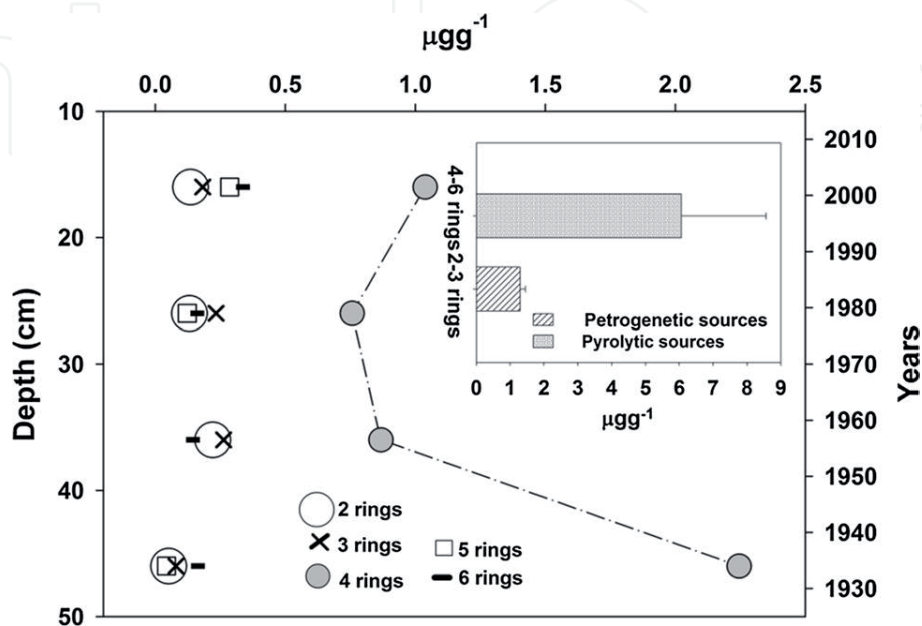 μgg-1
0.0 0.5 1.0 1.5 2.0 2.5
10
20
30
40
50
Depth (cm)
2010
2000
1990
1980
1970
1960
1950
1940
1930
Years
4-6 rings 2-3 rings
Petrogenetic sources
Pyrolytic sources
0 1 2 3 4 5 6 7 8 9
μgg-1
2 rings
3 rings
4 rings
5 rings
6 rings